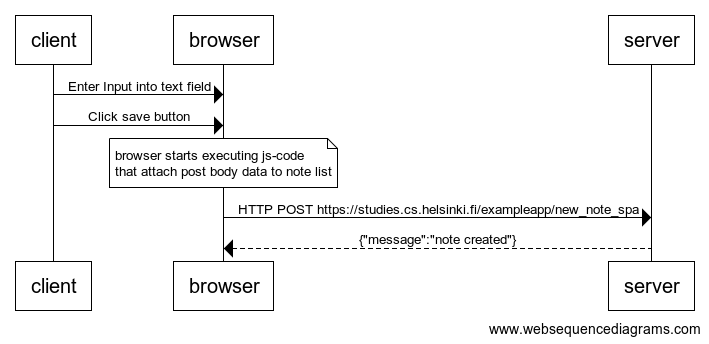 client
browser
server
Enter Input into text field
Click save button
browser starts executing js-code
that attach post body data to note list
HTTP POST https://studies.cs.helsinki.fi/exampleapp/new_note_spa
{"message":"note created"}
client
browser
server
www.websequencediagrams.com